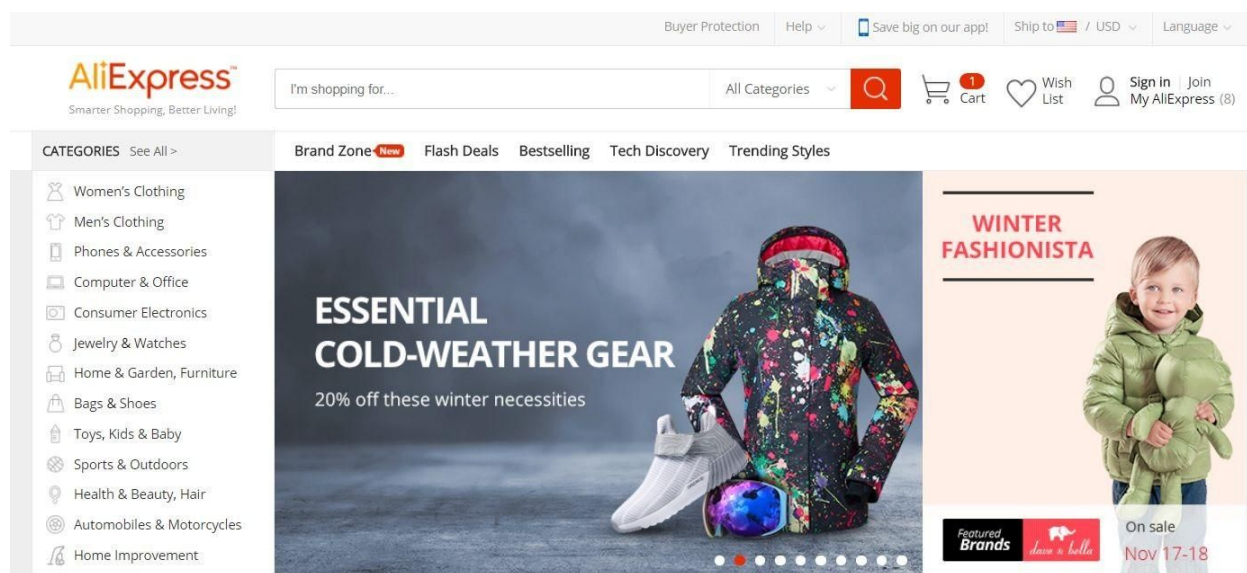 Buyer Protection Help Save big on our app! Ship to / USD Language
AliExpress™
Smarter Shopping, Better Living!
I'm shopping for...
All Categories
1
Cart
Wish
List
Sign in Join
My AliExpress (8)
CATEGORIES See All >
Brand Zone New Flash Deals Bestselling Tech Discovery Trending Styles
Women's Clothing
Men's Clothing
Phones & Accessories
Computer & Office
Consumer Electronics
Jewelry & Watches
Home & Garden, Furniture
Bags & Shoes
Toys, Kids & Baby
Sports & Outdoors
Health & Beauty, Hair
Automobiles & Motorcycles
Home Improvement
ESSENTIAL
COLD-WEATHER GEAR
20% off these winter necessities
WINTER
FASHIONISTA
Featured
Brands
dave & bella
On sale
Nov 17-18